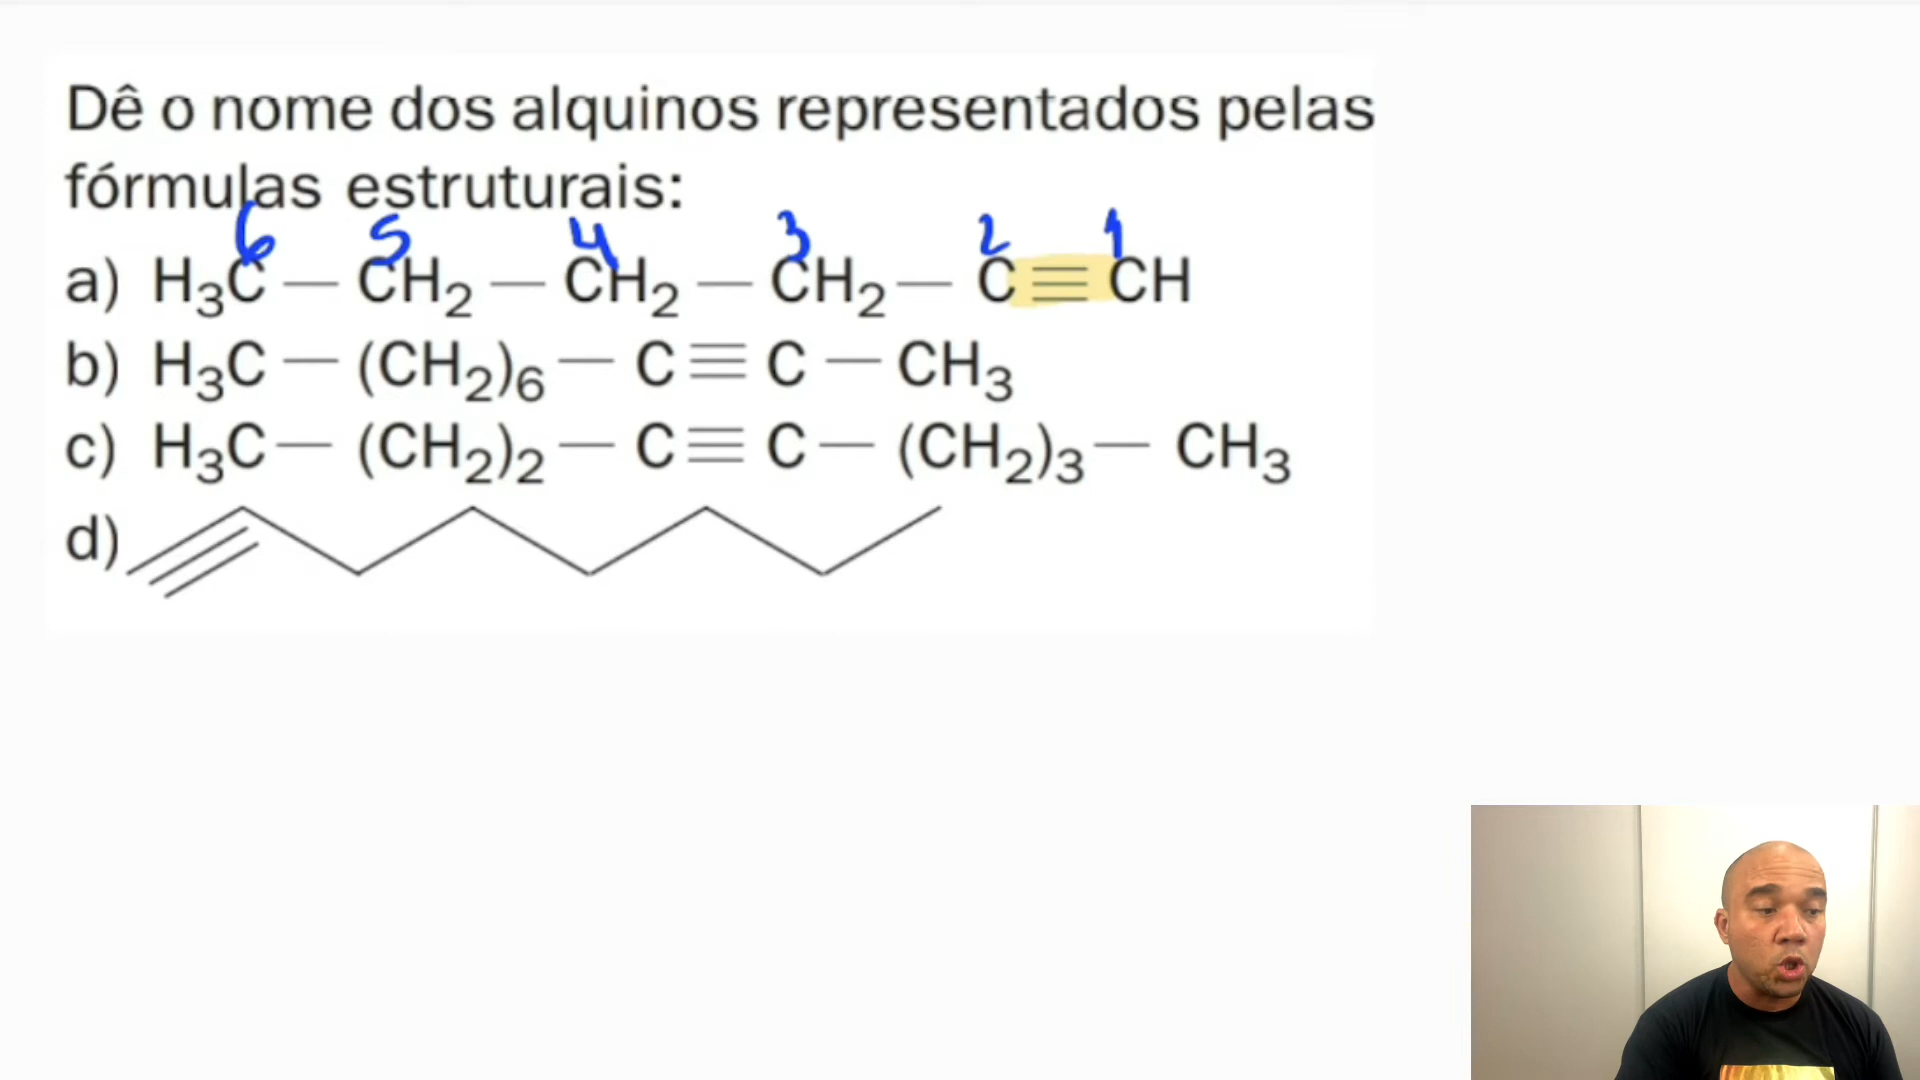 Dê o nome dos alquinos representados pelas
fórmulas estruturais:
6 5 4 3 2 1
a) H₃C — CH₂ — CH₂ — CH₂ — C ≡ CH
b) H₃C — (CH₂)₆ — C ≡ C — CH₃
c) H₃C — (CH₂)₂ — C ≡ C — (CH₂)₃ — CH₃
d)